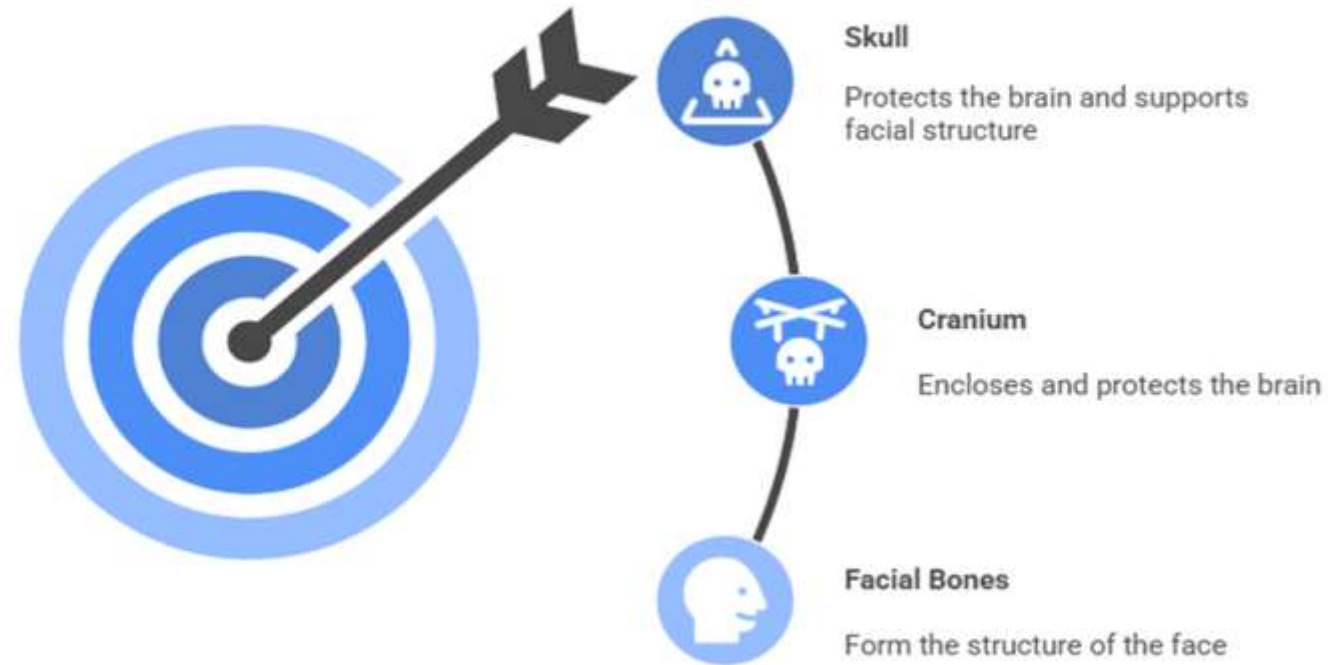 Skull
Protects the brain and supports
facial structure
Cranium
Encloses and protects the brain
Facial Bones
Form the structure of the face